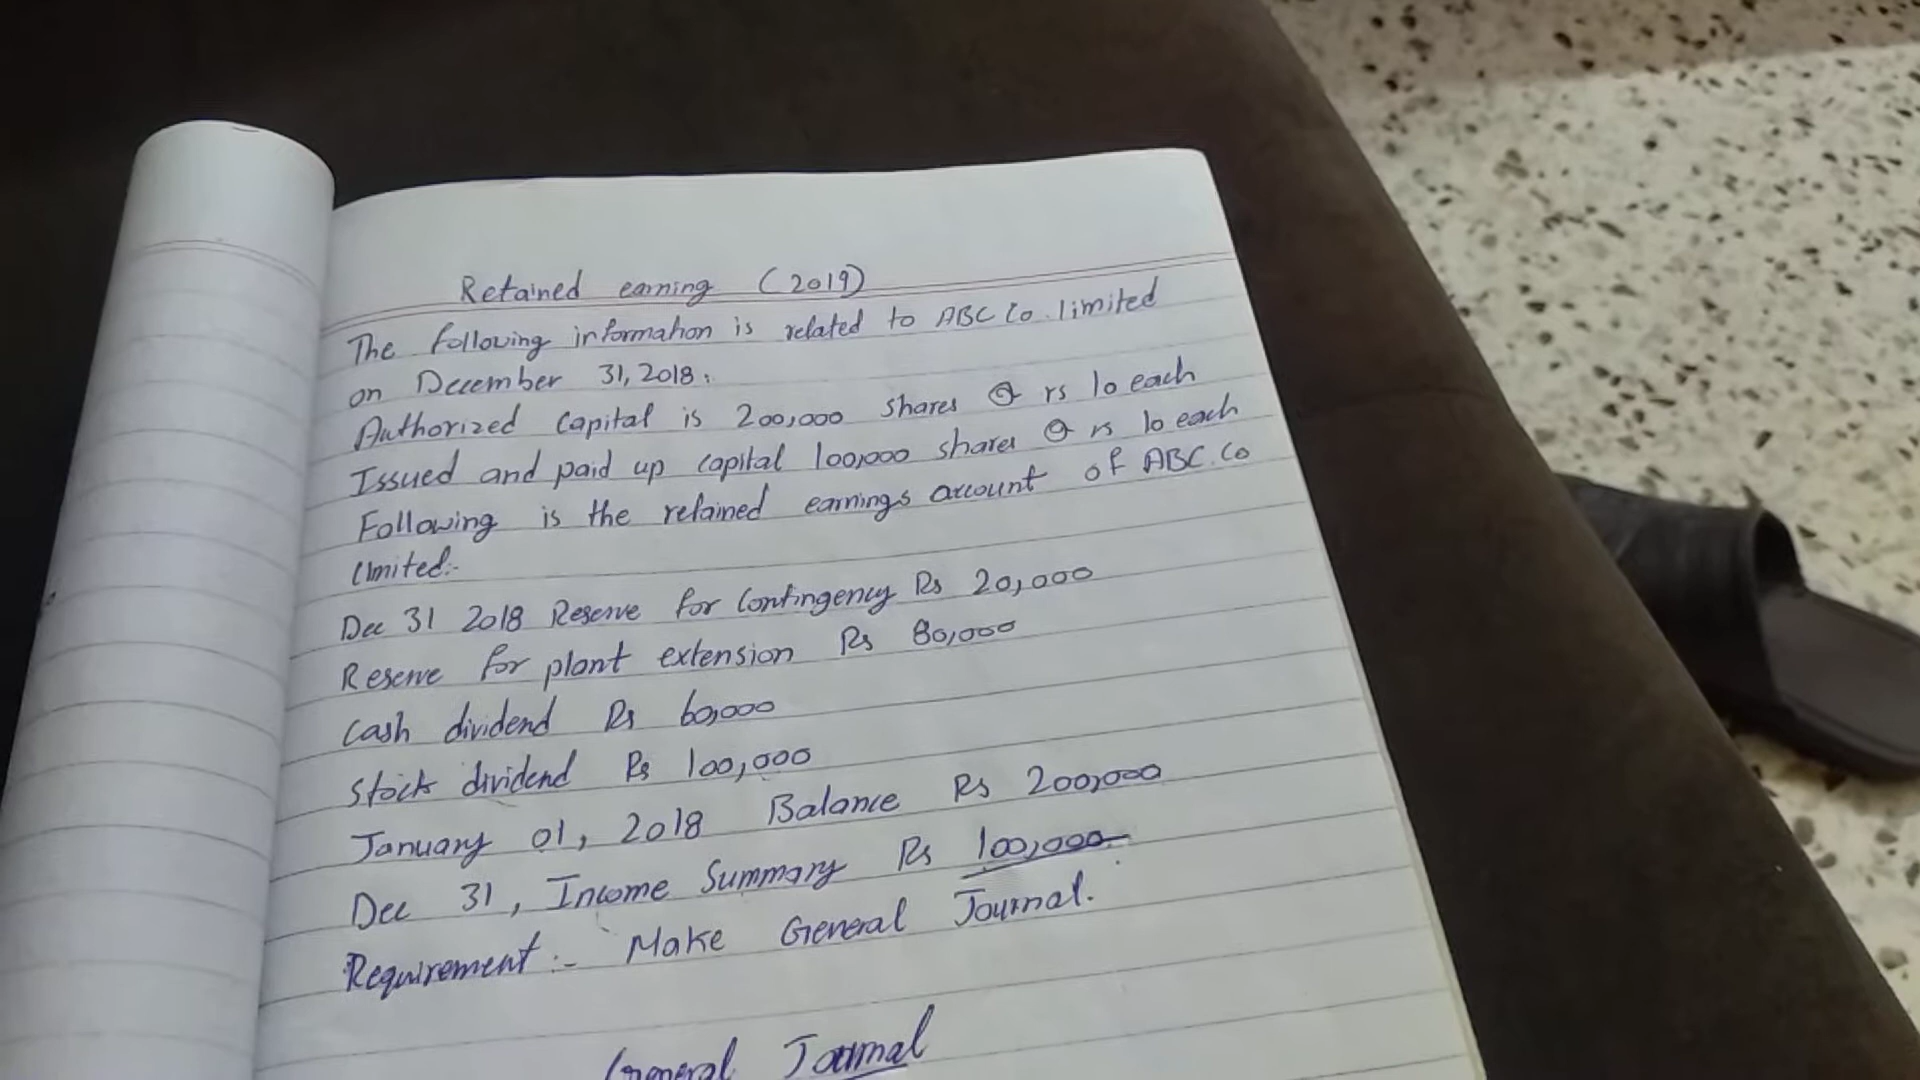 Retained earning (2019)
The following information is related to ABC Co. limited
on December 31, 2018.
Authorized capital is 200,000 shares @ rs 10 each
Issued and paid up capital 100,000 shares @ rs 10 each
Following is the retained earnings account of ABC. Co
limited:-
Dec 31 2018 Reserve for contingency Rs 20,000
Reserve for plant extension Rs 80,000
Cash dividend Rs 60,000
Stock dividend Rs 100,000
January 01, 2018 Balance Rs 200,000
Dec 31, Income Summary Rs 100,000
Requirement:- Make General Journal.
General Journal